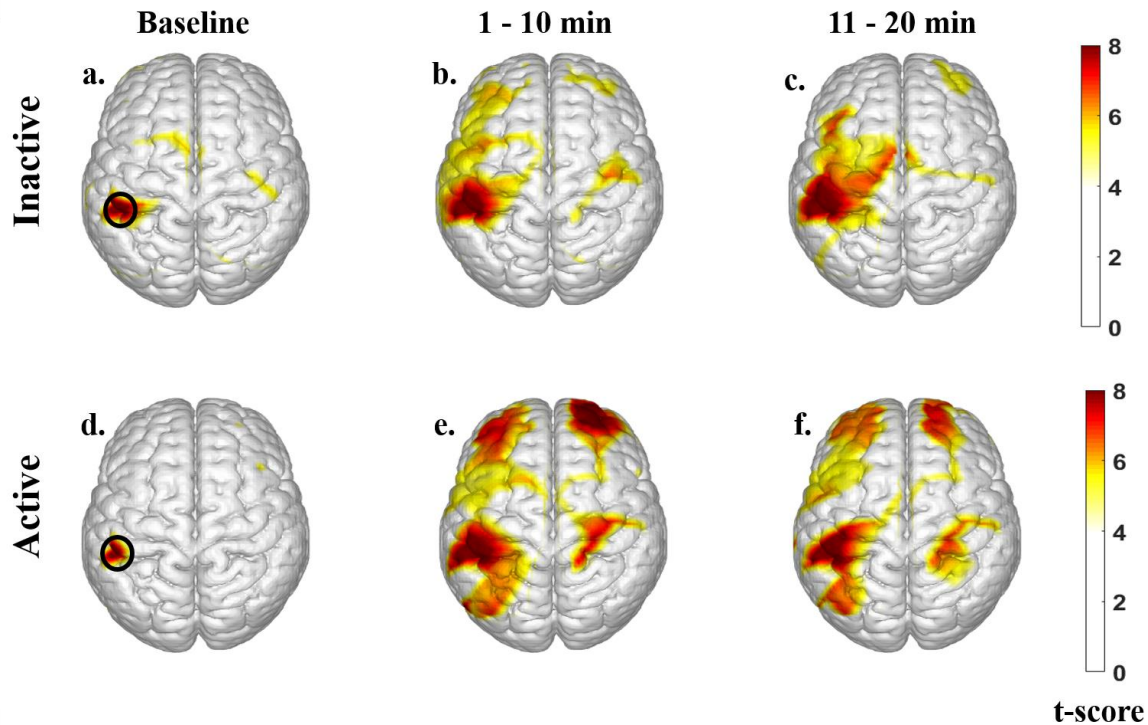 Baseline 1 - 10 min 11 - 20 min
Inactive
a. b. c.
8
6
4
2
0
Active
d. e. f.
8
6
4
2
0
t-score